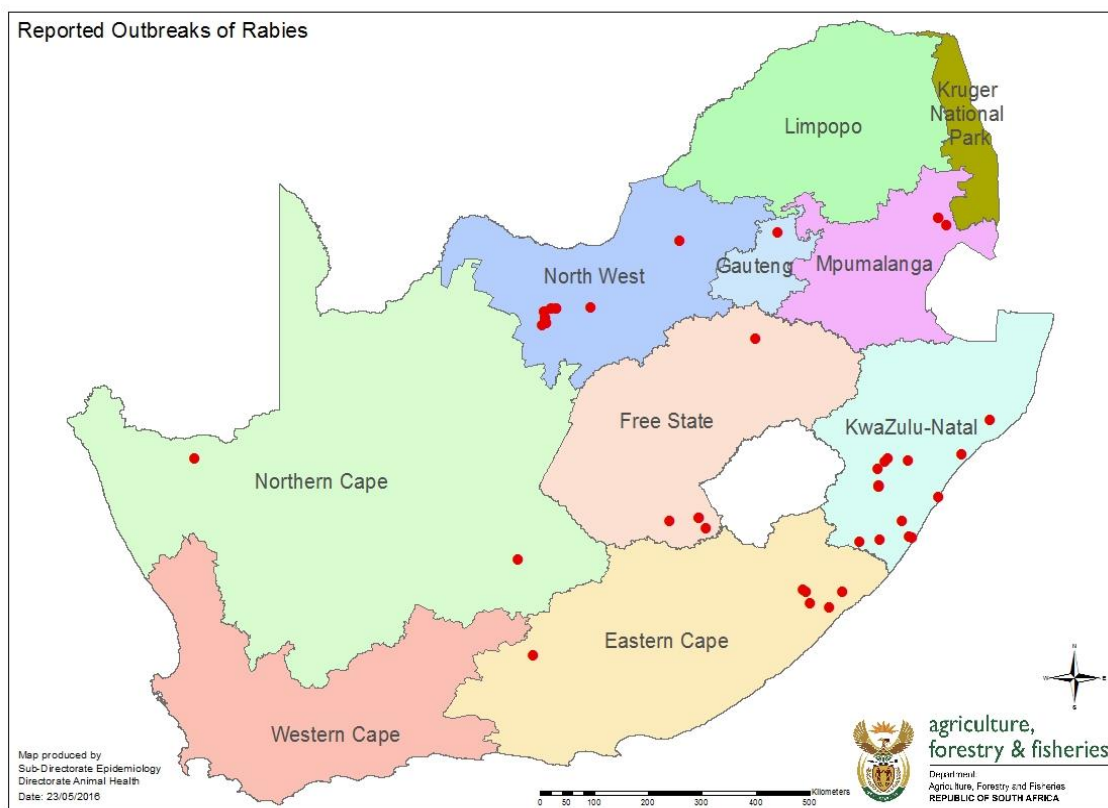 Reported Outbreaks of Rabies
Kruger
National
Park
Limpopo
North West
Gauteng
Mpumalanga
Free State
KwaZulu-Natal
Northern Cape
Eastern Cape
Western Cape
N
W
E
S
Map produced by
Sub-Directorate Epidemiology
Directorate Animal Health
Date: 23/05/2016
Kilometers
0 50 100 200 300 400 500
agriculture,
forestry & fisheries
Department:
Agriculture, Forestry and Fisheries
REPUBLIC OF SOUTH AFRICA